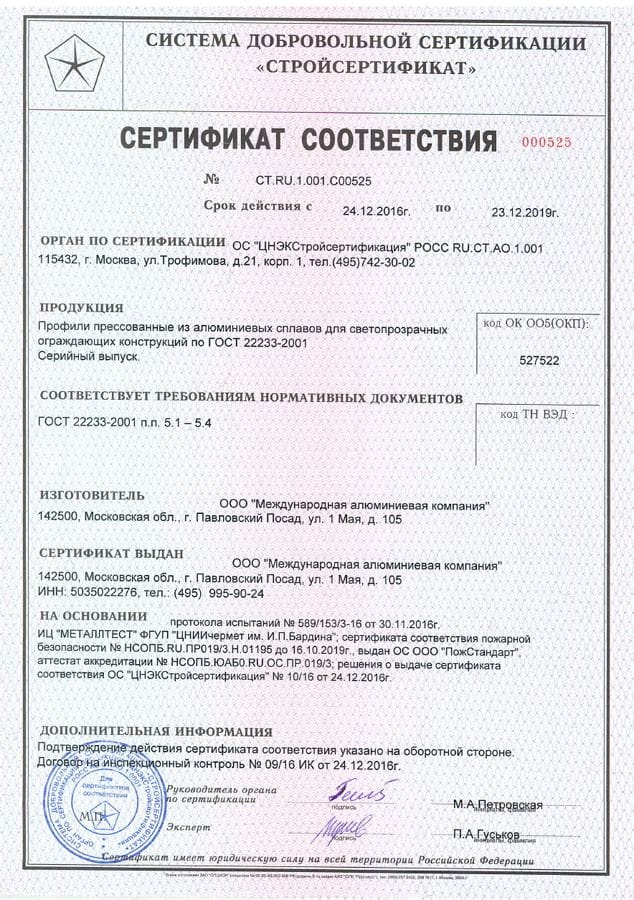 СИСТЕМА ДОБРОВОЛЬНОЙ СЕРТИФИКАЦИИ
«СТРОЙСЕРТИФИКАТ»
СЕРТИФИКАТ СООТВЕТСТВИЯ 000525
№ СТ.RU.1.001.С00525
Срок действия с 24.12.2016г. по 23.12.2019г.
ОРГАН ПО СЕРТИФИКАЦИИ ОС "ЦНЭКСтройсертификация" РОСС RU.СТ.АО.1.001
115432, г. Москва, ул.Трофимова, д.21, корп. 1, тел.(495)742-30-02
ПРОДУКЦИЯ
Профили прессованные из алюминиевых сплавов для светопрозрачных
ограждающих конструкций по ГОСТ 22233-2001
Серийный выпуск.
код ОК ОО5(ОКП):
527522
СООТВЕТСТВУЕТ ТРЕБОВАНИЯМ НОРМАТИВНЫХ ДОКУМЕНТОВ
ГОСТ 22233-2001 п.п. 5.1 – 5.4
код ТН ВЭД :
ИЗГОТОВИТЕЛЬ
ООО "Международная алюминиевая компания"
142500, Московская обл., г. Павловский Посад, ул. 1 Мая, д. 105
СЕРТИФИКАТ ВЫДАН
ООО "Международная алюминиевая компания"
142500, Московская обл., г. Павловский Посад, ул. 1 Мая, д. 105
ИНН: 5035022276, тел.: (495) 995-90-24
НА ОСНОВАНИИ протокола испытаний № 589/153/3-16 от 30.11.2016г.
ИЦ "МЕТАЛЛТЕСТ" ФГУП "ЦНИИчермет им. И.П.Бардина"; сертификата соответствия пожарной
безопасности № НСОПБ.RU.ПР019/3.Н.01195 до 16.10.2019г., выдан ОС ООО "ПожСтандарт",
аттестат аккредитации № НСОПБ.ЮАБ0.RU.ОС.ПР.019/3; решения о выдаче сертификата
соответствия ОС "ЦНЭКСтройсертификация" № 10/16 от 24.12.2016г.
ДОПОЛНИТЕЛЬНАЯ ИНФОРМАЦИЯ
Подтверждение действия сертификата соответствия указано на оборотной стороне.
Договор на инспекционный контроль № 09/16 ИК от 24.12.2016г.
Для
сертификатов
соответствия
М.П.
Руководитель органа
по сертификации
подпись
М.А.Петровская
инициалы, фамилия
Эксперт
подпись
П.А.Гуськов
инициалы, фамилия
Сертификат имеет юридическую силу на всей территории Российской Федерации